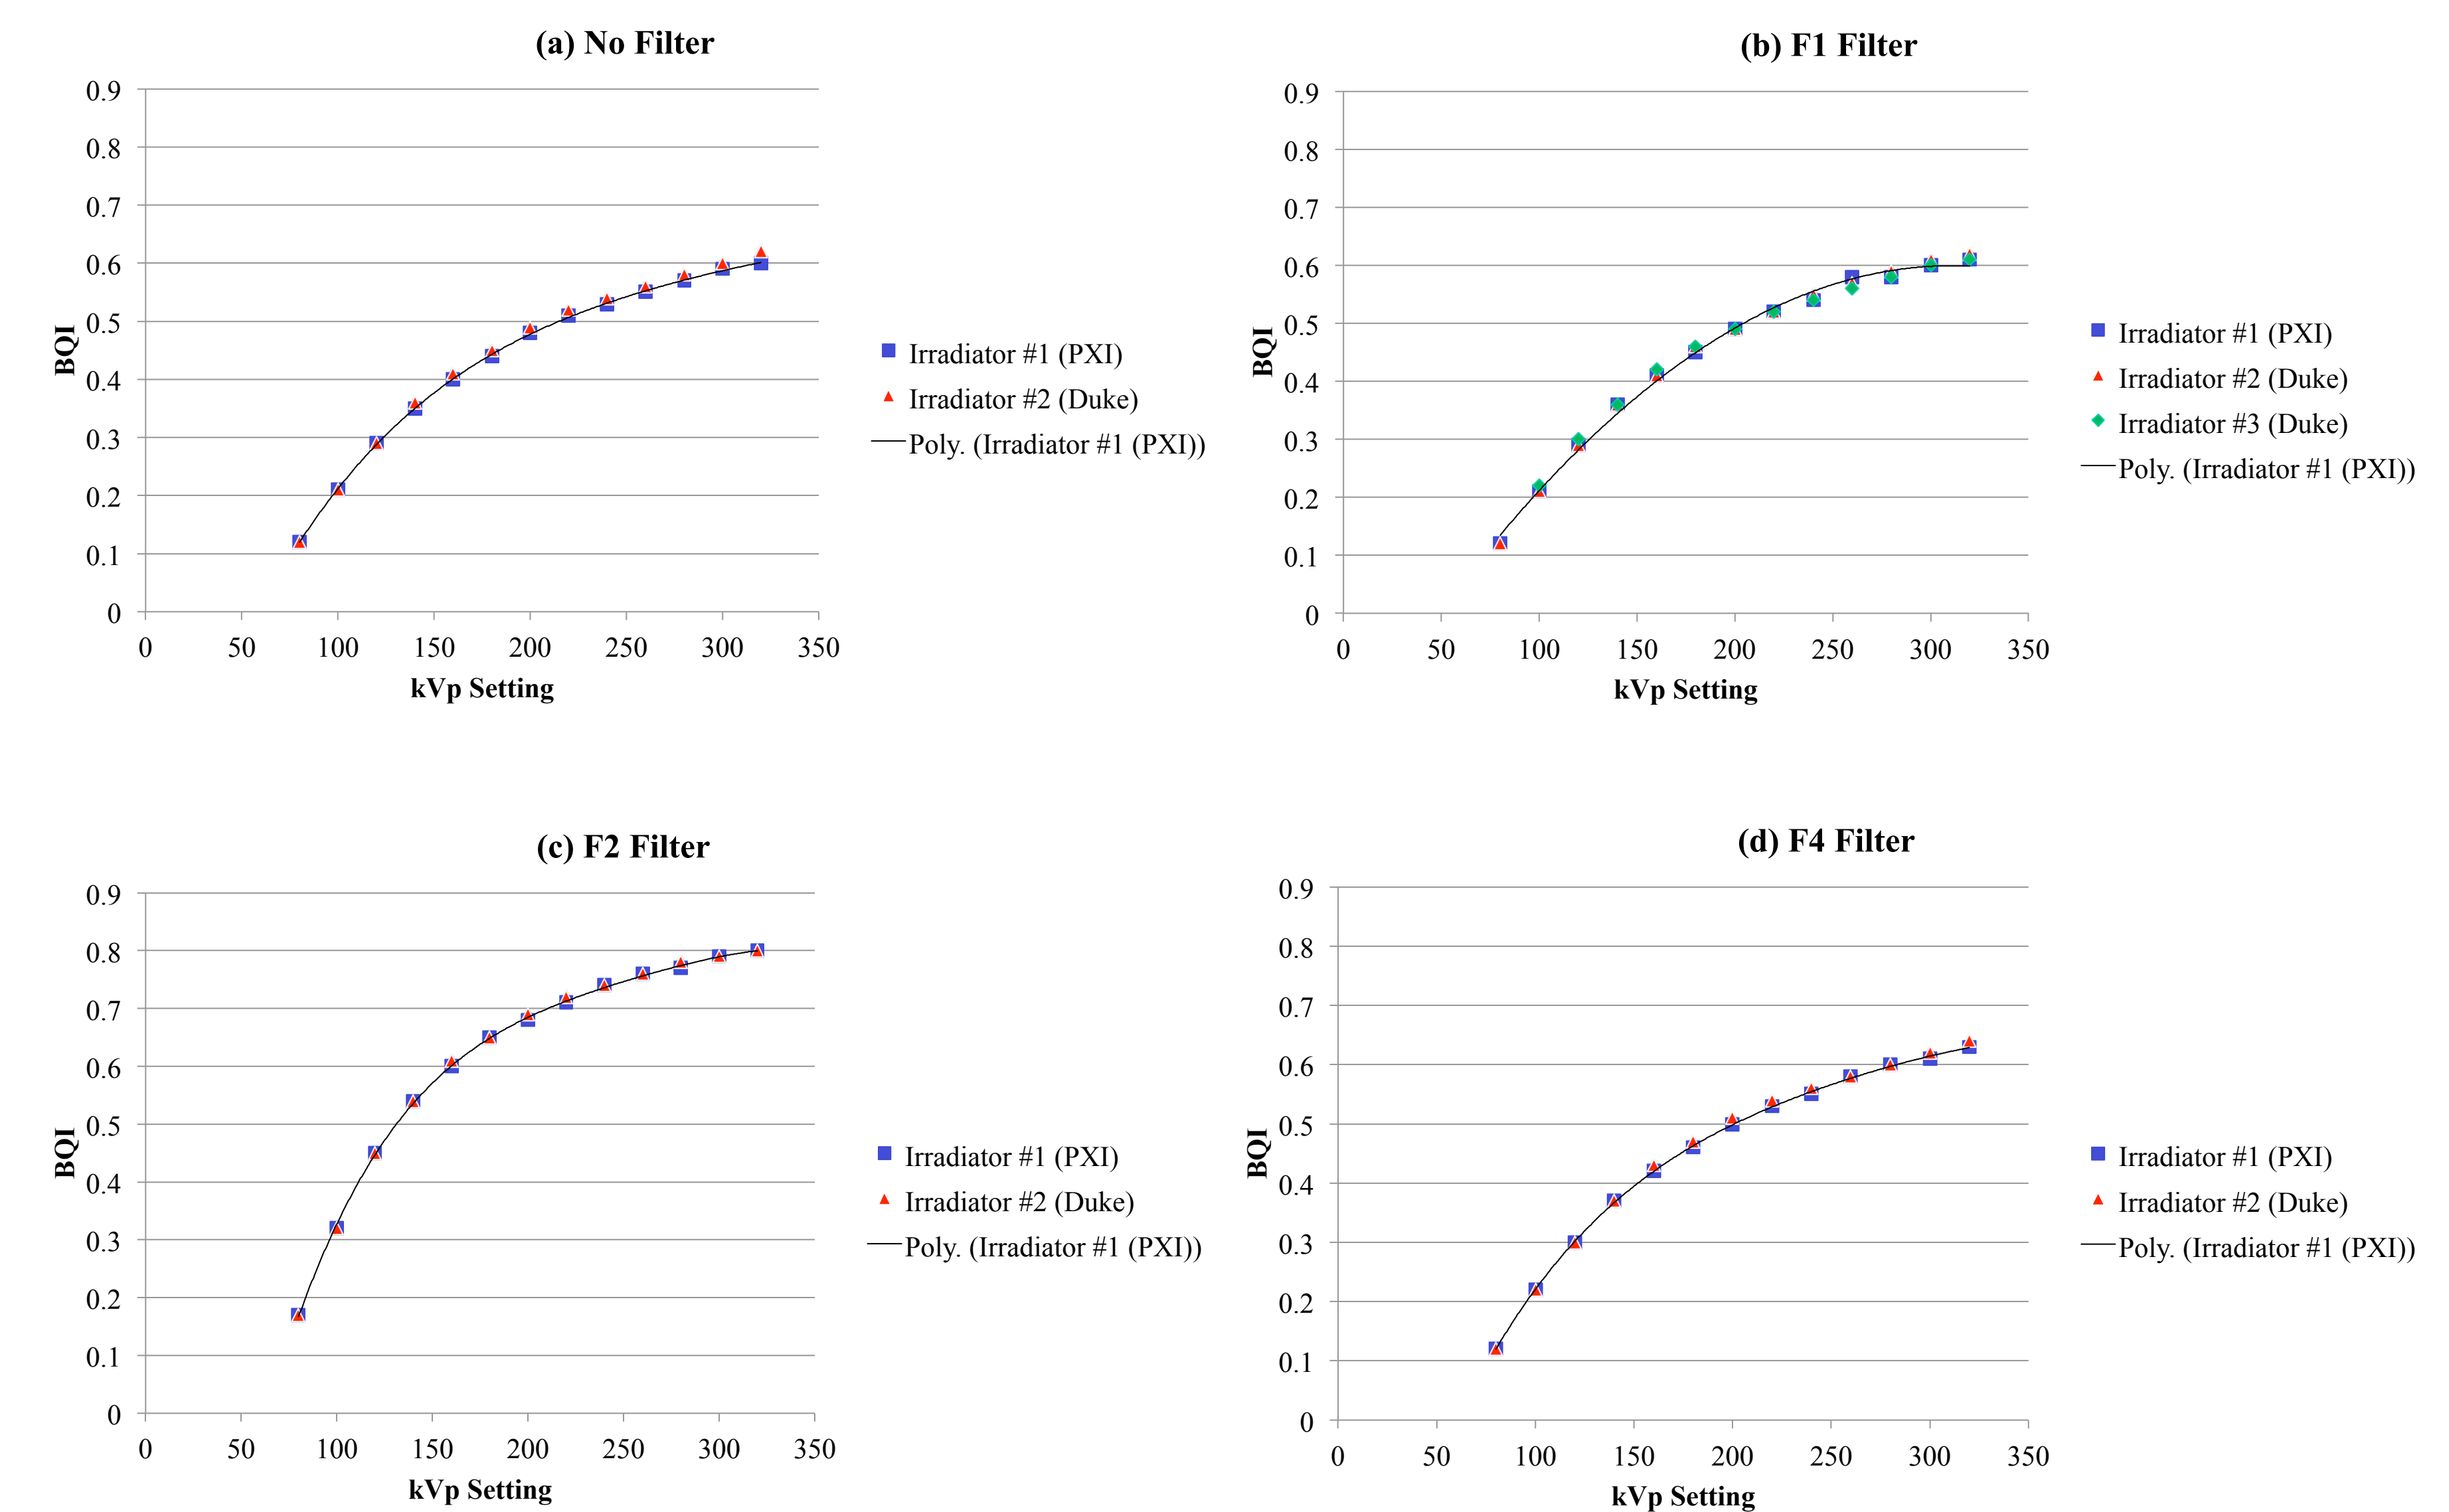 (a) No Filter
0.9
0.8
0.7
0.6
0.5
0.4
0.3
0.2
0.1
0
BQI
0 50 100 150 200 250 300 350
kVp Setting
Irradiator #1 (PXI)
Irradiator #2 (Duke)
Poly. (Irradiator #1 (PXI))
(b) F1 Filter
0.9
0.8
0.7
0.6
0.5
0.4
0.3
0.2
0.1
0
BQI
0 50 100 150 200 250 300 350
kVp Setting
Irradiator #1 (PXI)
Irradiator #2 (Duke)
Irradiator #3 (Duke)
Poly. (Irradiator #1 (PXI))
(c) F2 Filter
0.9
0.8
0.7
0.6
0.5
0.4
0.3
0.2
0.1
0
BQI
0 50 100 150 200 250 300 350
kVp Setting
Irradiator #1 (PXI)
Irradiator #2 (Duke)
Poly. (Irradiator #1 (PXI))
(d) F4 Filter
0.9
0.8
0.7
0.6
0.5
0.4
0.3
0.2
0.1
0
BQI
0 50 100 150 200 250 300 350
kVp Setting
Irradiator #1 (PXI)
Irradiator #2 (Duke)
Poly. (Irradiator #1 (PXI))